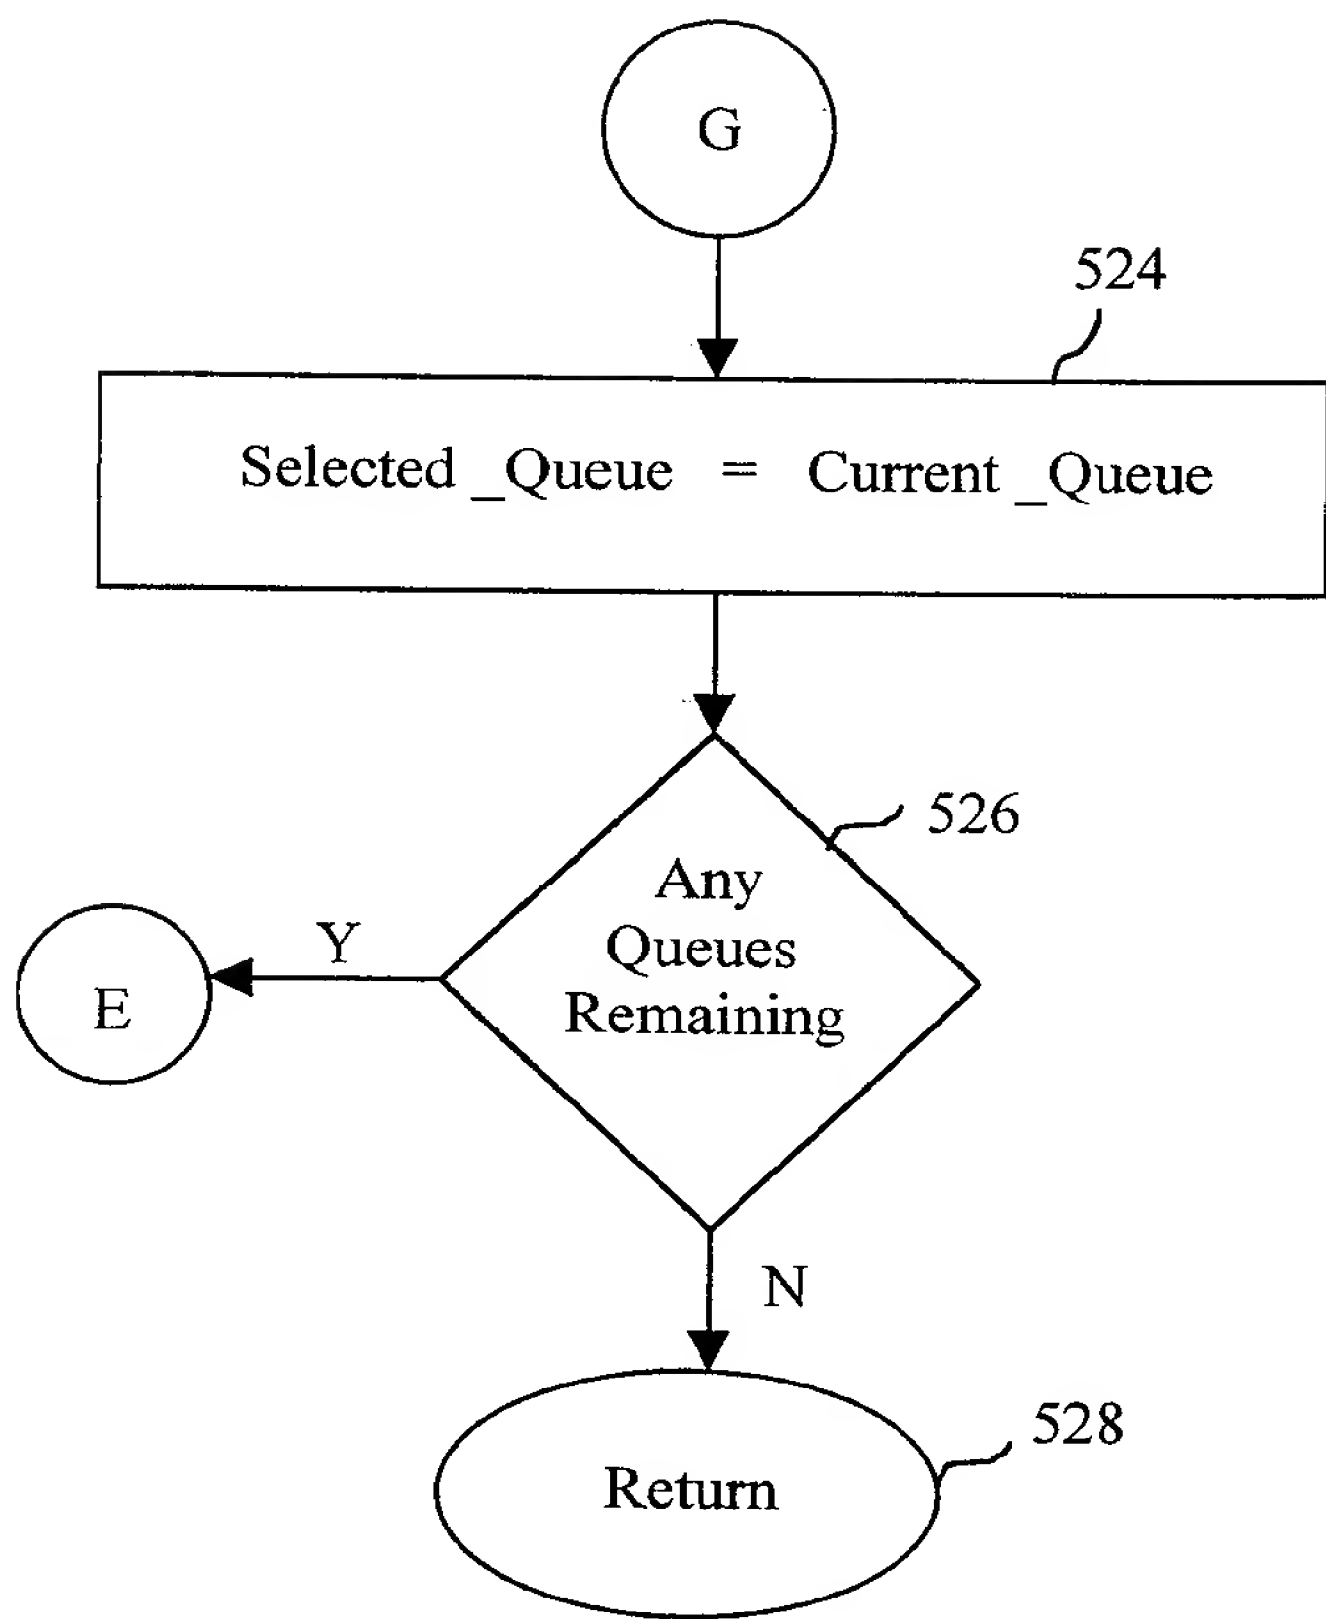 G
524
Selected _Queue = Current _Queue
526
Any
Queues
Remaining
Y
E
N
528
Return